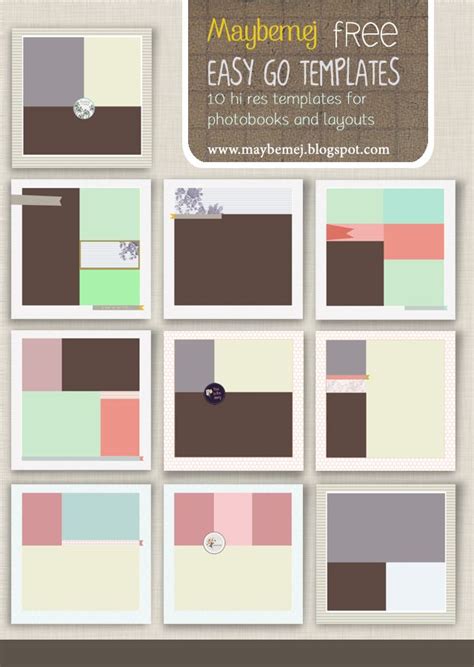 Maybemej free
EASY GO TEMPLATES
10 hi res templates for
photobooks and layouts
www.maybemej.blogspot.com